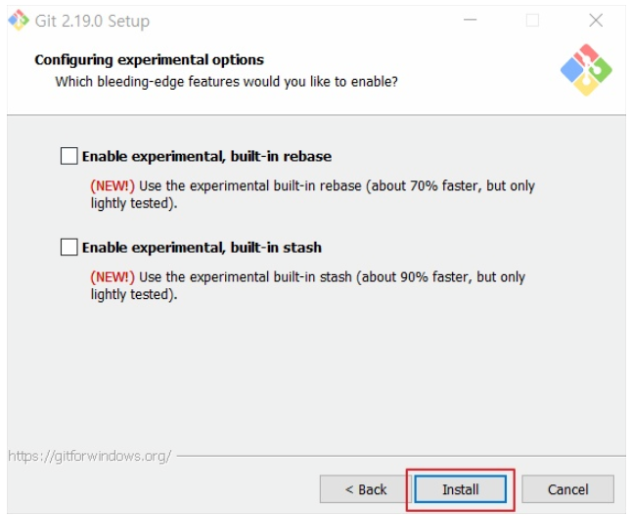 Git 2.19.0 Setup
Configuring experimental options
Which bleeding-edge features would you like to enable?
Enable experimental, built-in rebase
(NEW!) Use the experimental built-in rebase (about 70% faster, but only
lightly tested).
Enable experimental, built-in stash
(NEW!) Use the experimental built-in stash (about 90% faster, but only
lightly tested).
https://gitforwindows.org/
< Back Install Cancel